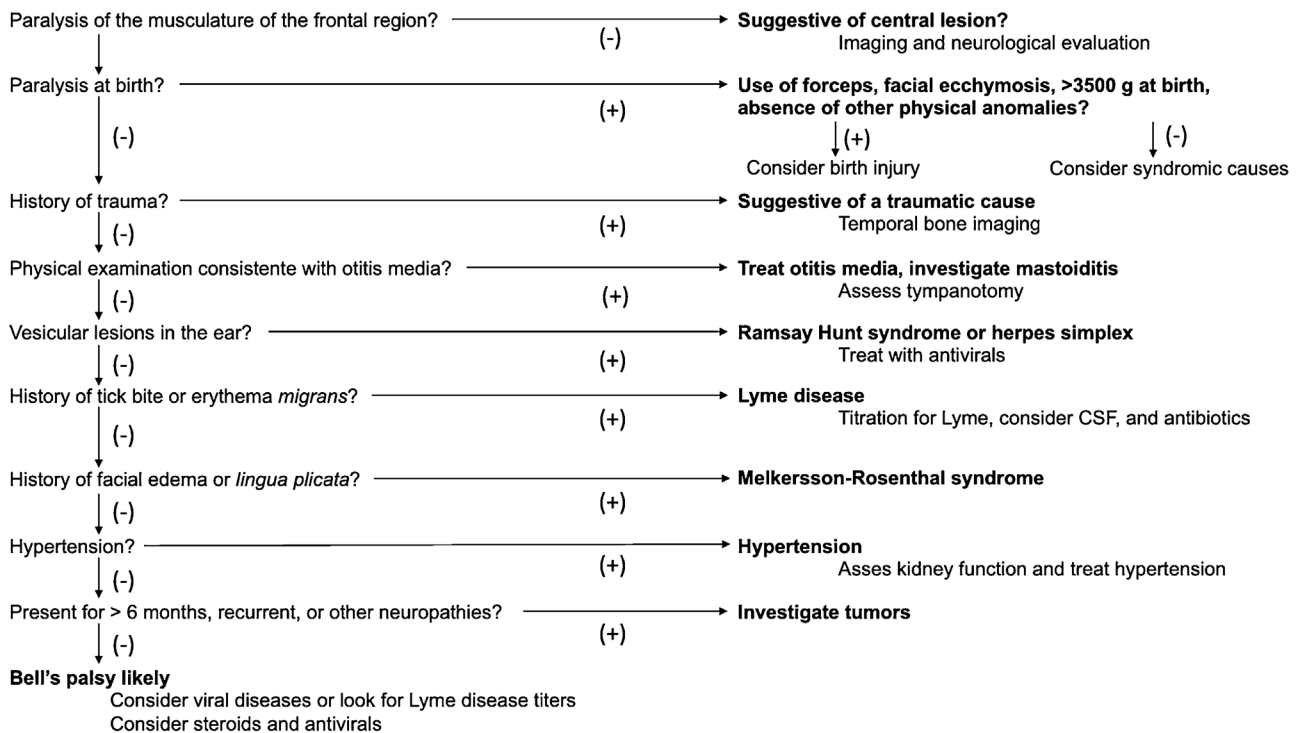 Paralysis of the musculature of the frontal region?
(-)
Suggestive of central lesion?
Imaging and neurological evaluation
Paralysis at birth?
(+)
Use of forceps, facial ecchymosis, >3500 g at birth,
absence of other physical anomalies?
(-)
(+)
(-)
Consider birth injury
Consider syndromic causes
History of trauma?
(+)
Suggestive of a traumatic cause
Temporal bone imaging
(-)
Physical examination consistente with otitis media?
(+)
Treat otitis media, investigate mastoiditis
Assess tympanotomy
(-)
Vesicular lesions in the ear?
(+)
Ramsay Hunt syndrome or herpes simplex
Treat with antivirals
(-)
History of tick bite or erythema migrans?
(+)
Lyme disease
Titration for Lyme, consider CSF, and antibiotics
(-)
History of facial edema or lingua plicata?
(+)
Melkersson-Rosenthal syndrome
(-)
Hypertension?
(+)
Hypertension
Asses kidney function and treat hypertension
(-)
Present for > 6 months, recurrent, or other neuropathies?
(+)
Investigate tumors
(-)
Bell's palsy likely
Consider viral diseases or look for Lyme disease titers
Consider steroids and antivirals